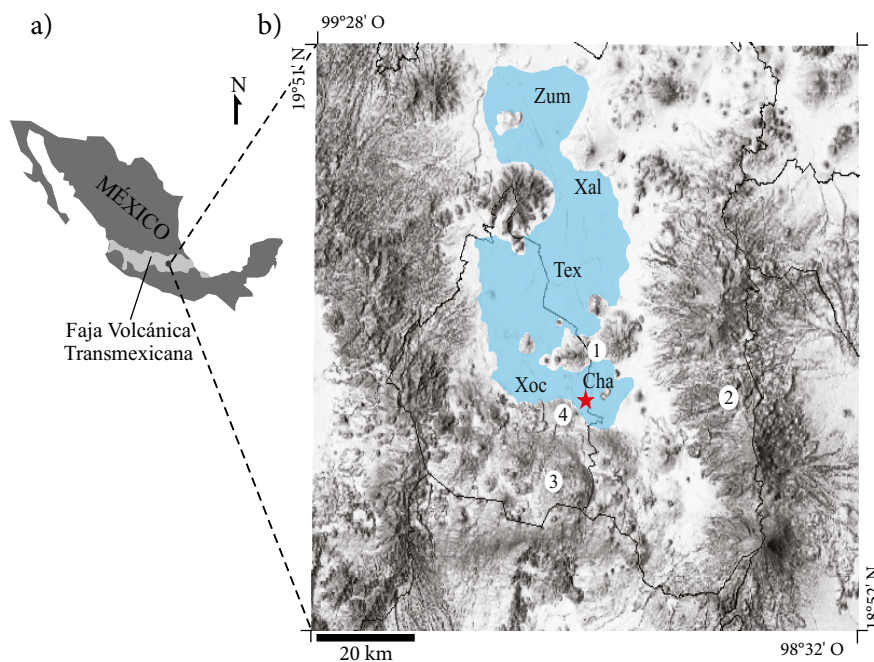 a)
b)
99°28' O
19°51' N
N
MÉXICO
Faja Volcánica
Transmexicana
Zum
Xal
Tex
1
Xoc
Cha
2
4
3
18°52' N
20 km
98°32' O